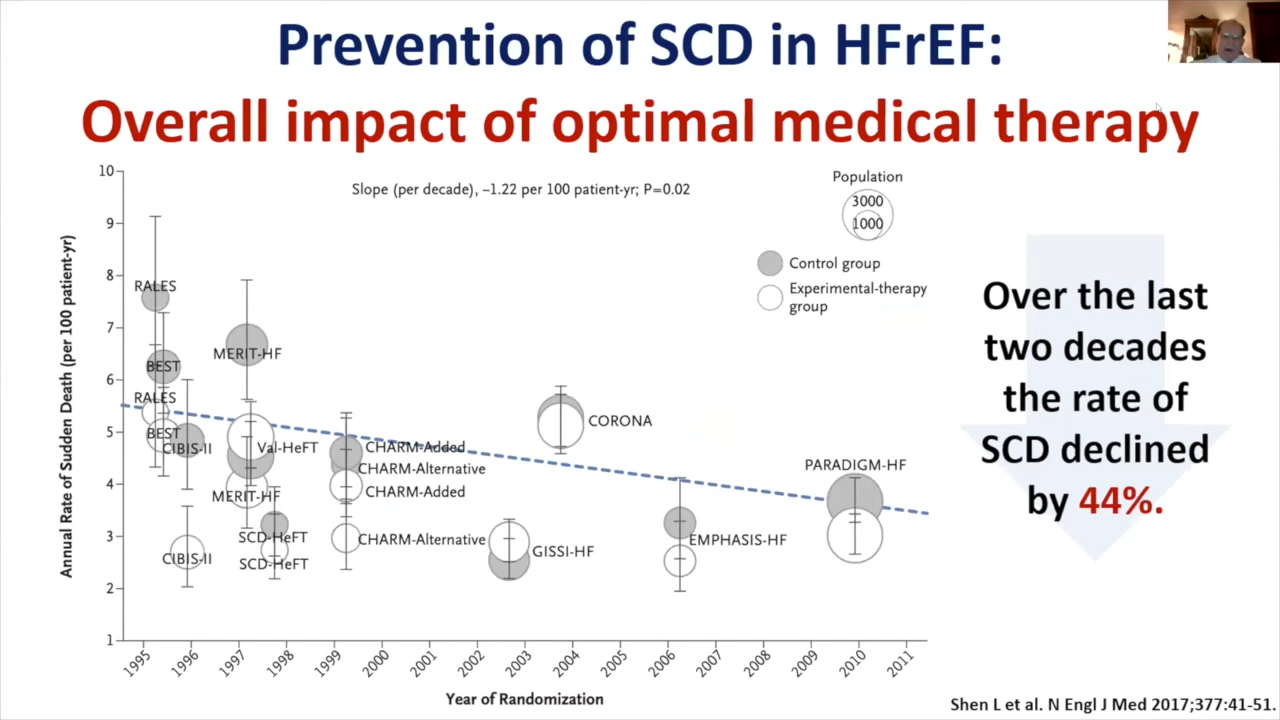 Prevention of SCD in HFrEF:
Overall impact of optimal medical therapy
Slope (per decade), –1.22 per 100 patient-yr; P=0.02
Population
3000
1000
Control group
Experimental-therapy
group
Annual Rate of Sudden Death (per 100 patient-yr)
10
9
8
7
6
5
4
3
2
1
RALES
BEST
RALES
BEST
CIBIS-II
CIBIS-II
MERIT-HF
Val-HeFT
MERIT-HF
SCD-HeFT
SCD-HeFT
CHARM-Added
CHARM-Alternative
CHARM-Added
CHARM-Alternative
GISSI-HF
CORONA
EMPHASIS-HF
PARADIGM-HF
1995
1996
1997
1998
1999
2000
2001
2002
2003
2004
2005
2006
2007
2008
2009
2010
2011
Year of Randomization
Over the last
two decades
the rate of
SCD declined
by 44%.
Shen L et al. N Engl J Med 2017;377:41-51.